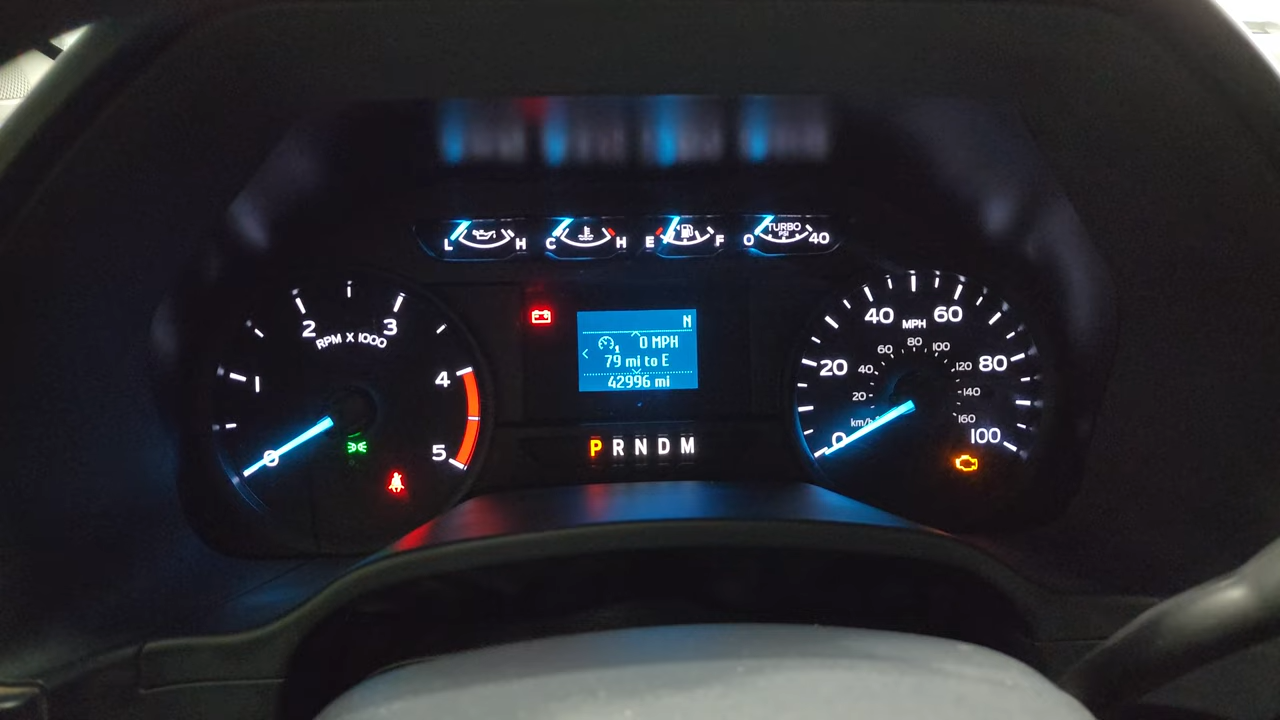 L H
C H
E F
TURBO
PSI
0 40
0 1 2 3 4 5
RPM X 1000
N
0 MPH
79 mi to E
42996 mi
P R N D M
0 20 40 60 80 100
MPH
20 40 60 80 100 120 140 160
km/h